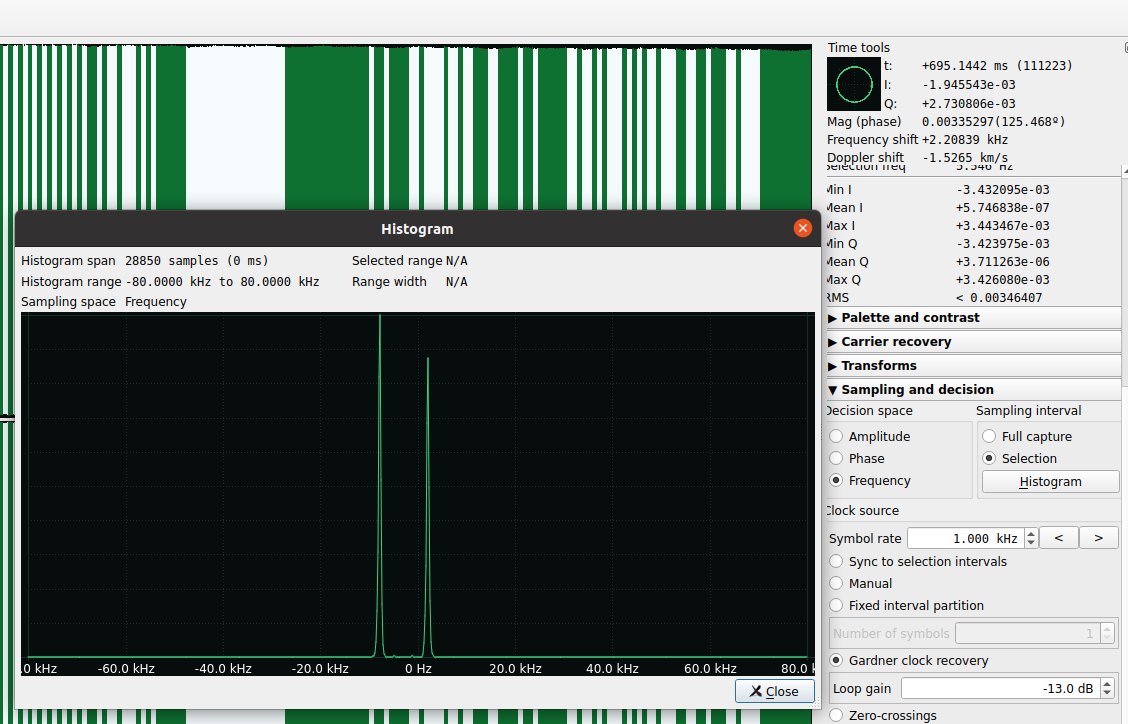 Time tools
t: +695.1442 ms (111223)
I: -1.945543e-03
Q: +2.730806e-03
Mag (phase) 0.00335297(125.468º)
Frequency shift +2.20839 kHz
Doppler shift -1.5265 km/s
Selection freq 5.546 Hz
Min I -3.432095e-03
Mean I +5.746838e-07
Max I +3.443467e-03
Min Q -3.423975e-03
Mean Q +3.711263e-06
Max Q +3.426080e-03
RMS < 0.00346407
▶ Palette and contrast
▶ Carrier recovery
▶ Transforms
▼ Sampling and decision
Decision space Sampling interval
Amplitude Full capture
Phase Selection
Frequency Histogram
Clock source
Symbol rate 1.000 kHz < >
Sync to selection intervals
Manual
Fixed interval partition
Number of symbols 1
Gardner clock recovery
Loop gain -13.0 dB
Zero-crossings
Histogram
Histogram span 28850 samples (0 ms) Selected range N/A
Histogram range -80.0000 kHz to 80.0000 kHz Range width N/A
Sampling space Frequency
.0 kHz -60.0 kHz -40.0 kHz -20.0 kHz 0 Hz 20.0 kHz 40.0 kHz 60.0 kHz 80.0 k
Close